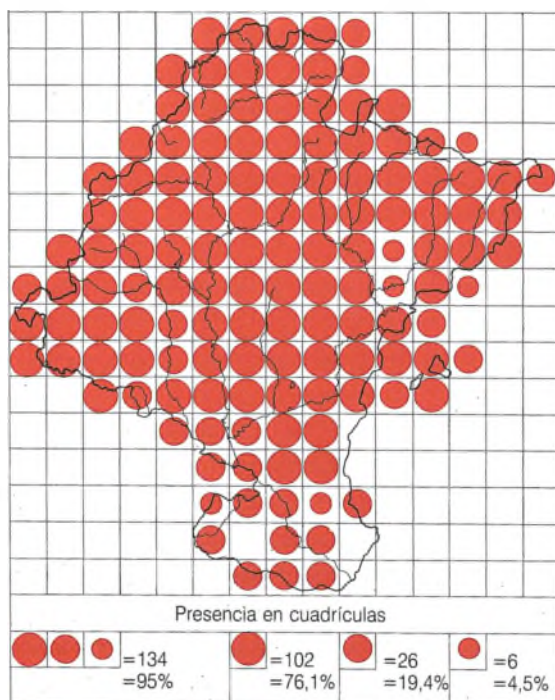 Presencia en cuadrículas
=134 =102 =26 =6
=95% =76,1% =19,4% =4,5%